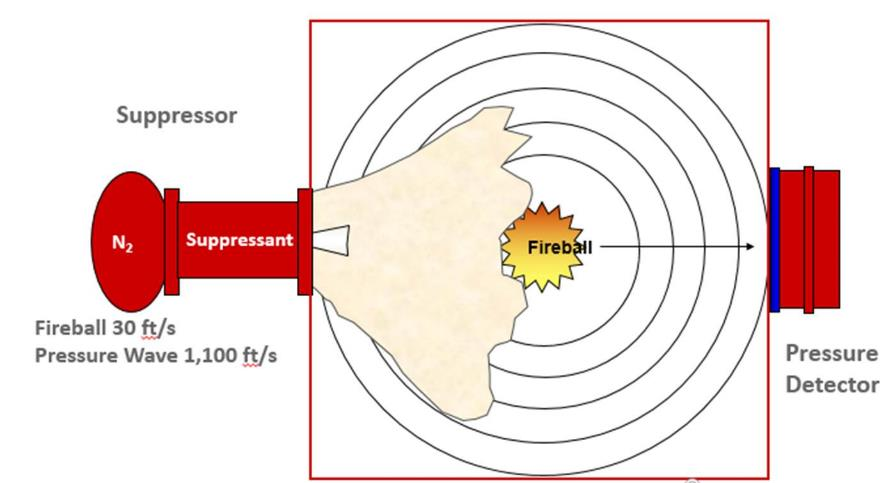 Suppressor
N₂
Suppressant
Fireball
Fireball 30 ft/s
Pressure Wave 1,100 ft/s
Pressure
Detector